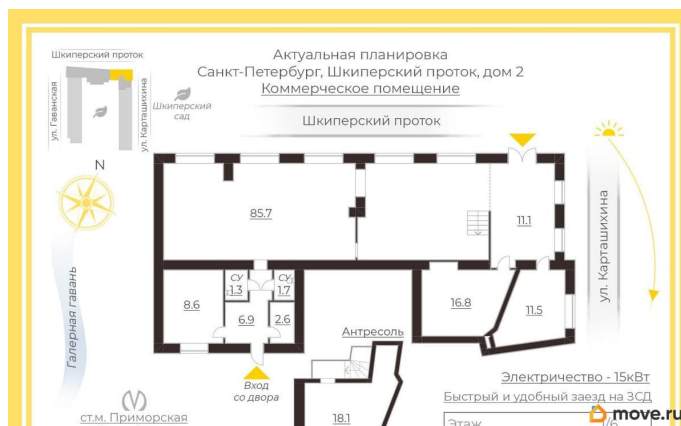 Шкиперский проток
Актуальная планировка
Санкт-Петербург, Шкиперский проток, дом 2
Коммерческое помещение
Шкиперский проток
ул. Гаванская
ул. Карташихина
Шкиперский
сад
N
Галерная гавань
ул. Карташихина
85.7
11.1
8.6
СУ
1.3
СУ
1.7
6.9
2.6
16.8
11.5
Антресоль
18.1
Вход
со двора
ст.м. Приморская
Электричество - 15кВт
Быстрый и удобный заезд на ЗСД
Этаж
1/6
move.ru